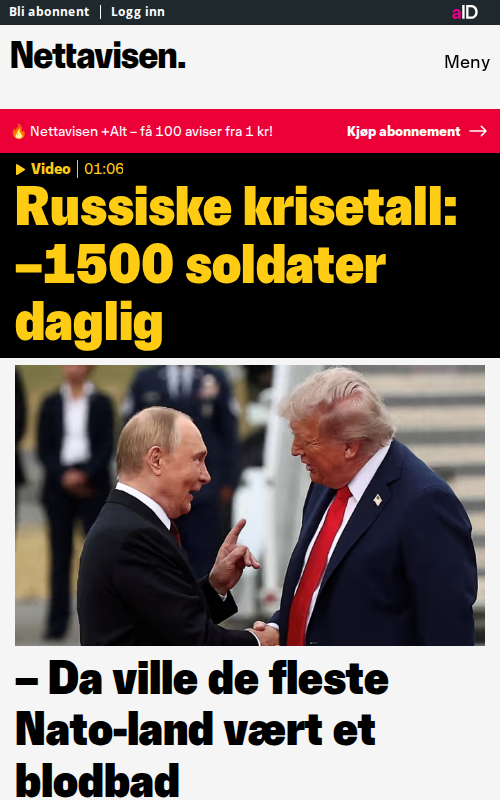 Bli abonnent | Logg inn
aID
Nettavisen.
Meny
🔥 Nettavisen +Alt – få 100 aviser fra 1 kr!
Kjøp abonnement →
Video | 01:06
Russiske krisetall:
–1500 soldater
daglig
– Da ville de fleste
Nato-land vært et
blodbad